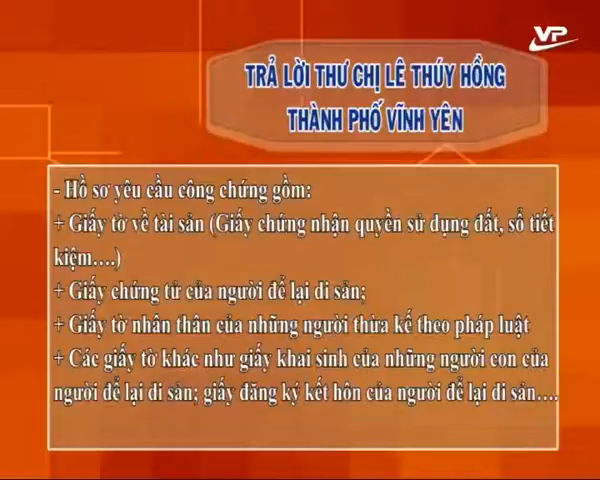 VP
TRẢ LỜI THƯ CHỊ LÊ THÚY HỒNG
THÀNH PHỐ VĨNH YÊN
- Hồ sơ yêu cầu công chứng gồm:
+ Giấy tờ về tài sản (Giấy chứng nhận quyền sử dụng đất, sổ tiết
kiệm....)
+ Giấy chứng tử của người để lại di sản;
+ Giấy tờ nhân thân của những người thừa kế theo pháp luật
+ Các giấy tờ khác như giấy khai sinh của những người con của
người để lại di sản; giấy đăng ký kết hôn của người để lại di sản....